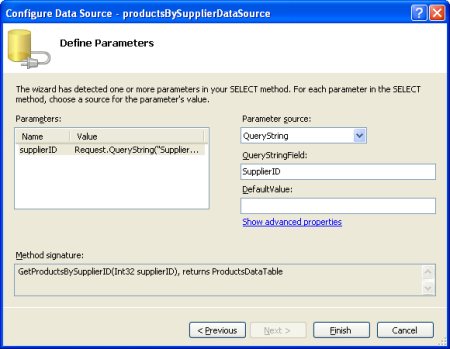 Configure Data Source - productsBySupplierDataSource
Define Parameters
The wizard has detected one or more parameters in your SELECT method. For each parameter in the SELECT
method, choose a source for the parameter's value.
Parameters:
Name Value
supplierID Request.QueryString("Supplier...
Parameter source:
QueryString
QueryStringField:
SupplierID
DefaultValue:
Show advanced properties
Method signature:
GetProductsBySupplierID(Int32 supplierID), returns ProductsDataTable
< Previous Next > Finish Cancel